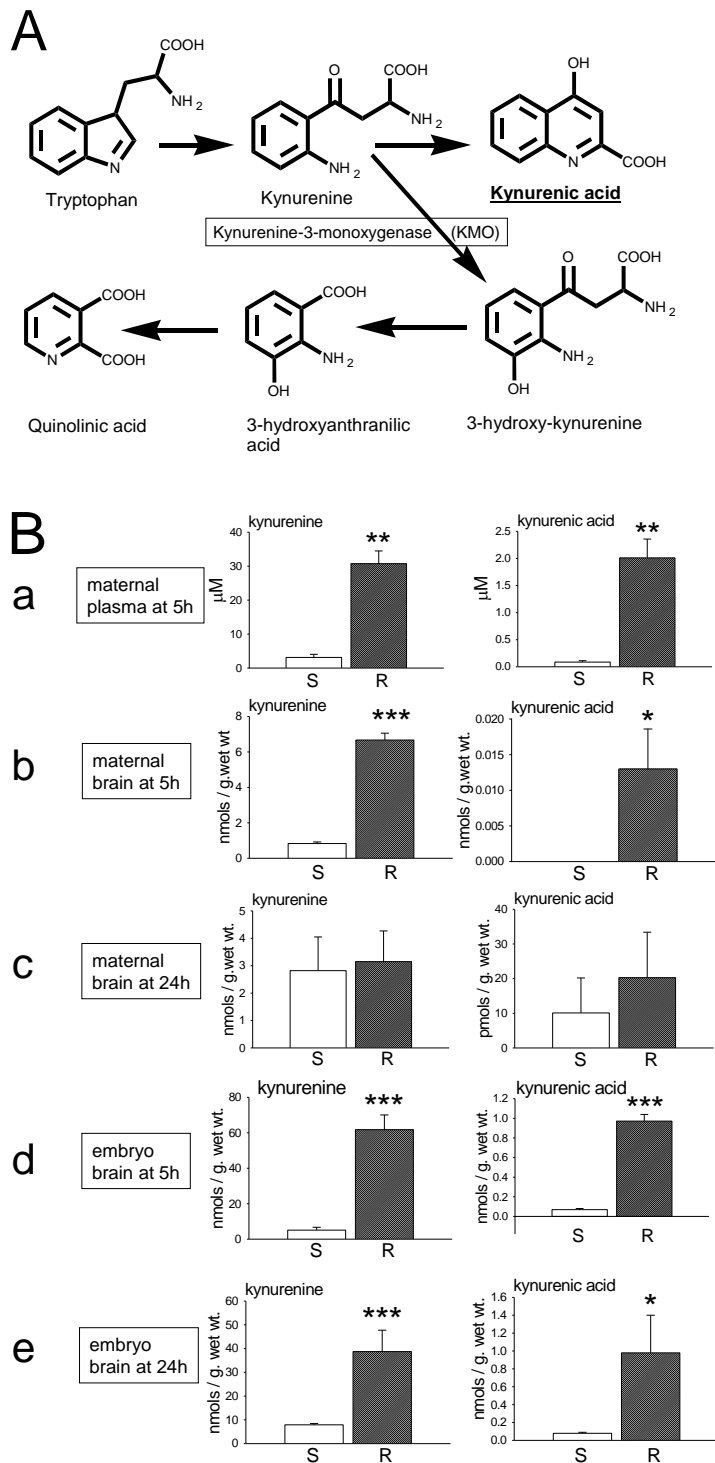 A
COOH
NH 2
N
Tryptophan
O
COOH
NH 2
NH 2
Kynurenine
OH
N
COOH
Kynurenic acid
Kynurenine-3-monoxygenase (KMO)
COOH
COOH
N
Quinolinic acid
COOH
NH2
OH
3-hydroxyanthranilic
acid
O
COOH
NH2
NH2
OH
3-hydroxy-kynurenine
B
a
maternal
plasma at 5h
kynurenine
µM
40
30
20
10
0
**
S
R
kynurenic acid
µM
2.5
2.0
1.5
1.0
0.5
0.0
**
S
R
b
maternal
brain at 5h
kynurenine
nmols / g.wet wt
8
6
4
2
0
***
S
R
kynurenic acid
nmols / g.wet wt.
0.020
0.015
0.010
0.005
0.000
*
S
R
c
maternal
brain at 24h
kynurenine
nmols / g.wet wt.
5
4
3
2
1
0
S
R
kynurenic acid
pmols / g. wet wt.
40
30
20
10
0
S
R
d
embryo
brain at 5h
kynurenine
nmols / g. wet wt.
80
60
40
20
0
***
S
R
kynurenic acid
nmols / g. wet wt.
1.2
1.0
0.8
0.6
0.4
0.2
0.0
***
S
R
e
embryo
brain at 24h
kynurenine
nmols / g. wet wt.
60
50
40
30
20
10
0
***
S
R
kynurenic acid
nmols / g. wet wt.
1.6
1.4
1.2
1.0
0.8
0.6
0.4
0.2
0.0
*
S
R